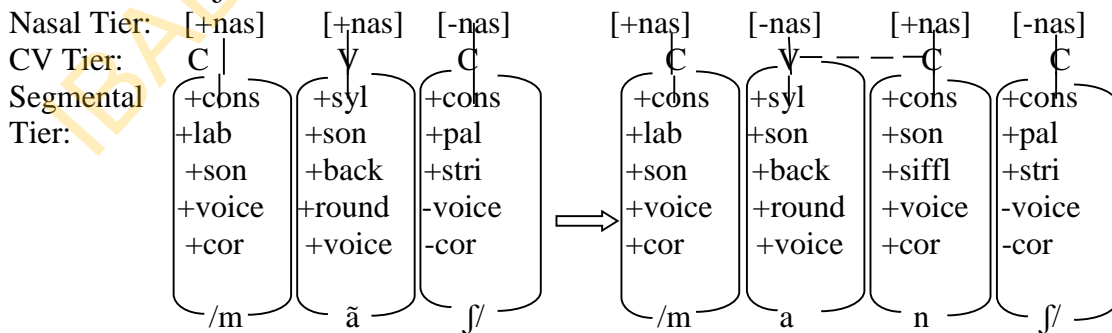 Nasal Tier: [+nas] [+nas] [-nas] [+nas] [-nas] [+nas] [-nas]
CV Tier: C V C C V C C
Segmental +cons +syl +cons +cons +syl +cons +cons
Tier: +lab +son +pal +lab +son +son +pal
+son +back +stri +son +back +siffl +stri
+voice +round -voice +voice +round +voice -voice
+cor +voice -cor +cor +voice +cor -cor
/m ã ʃ/ /m a n ʃ/